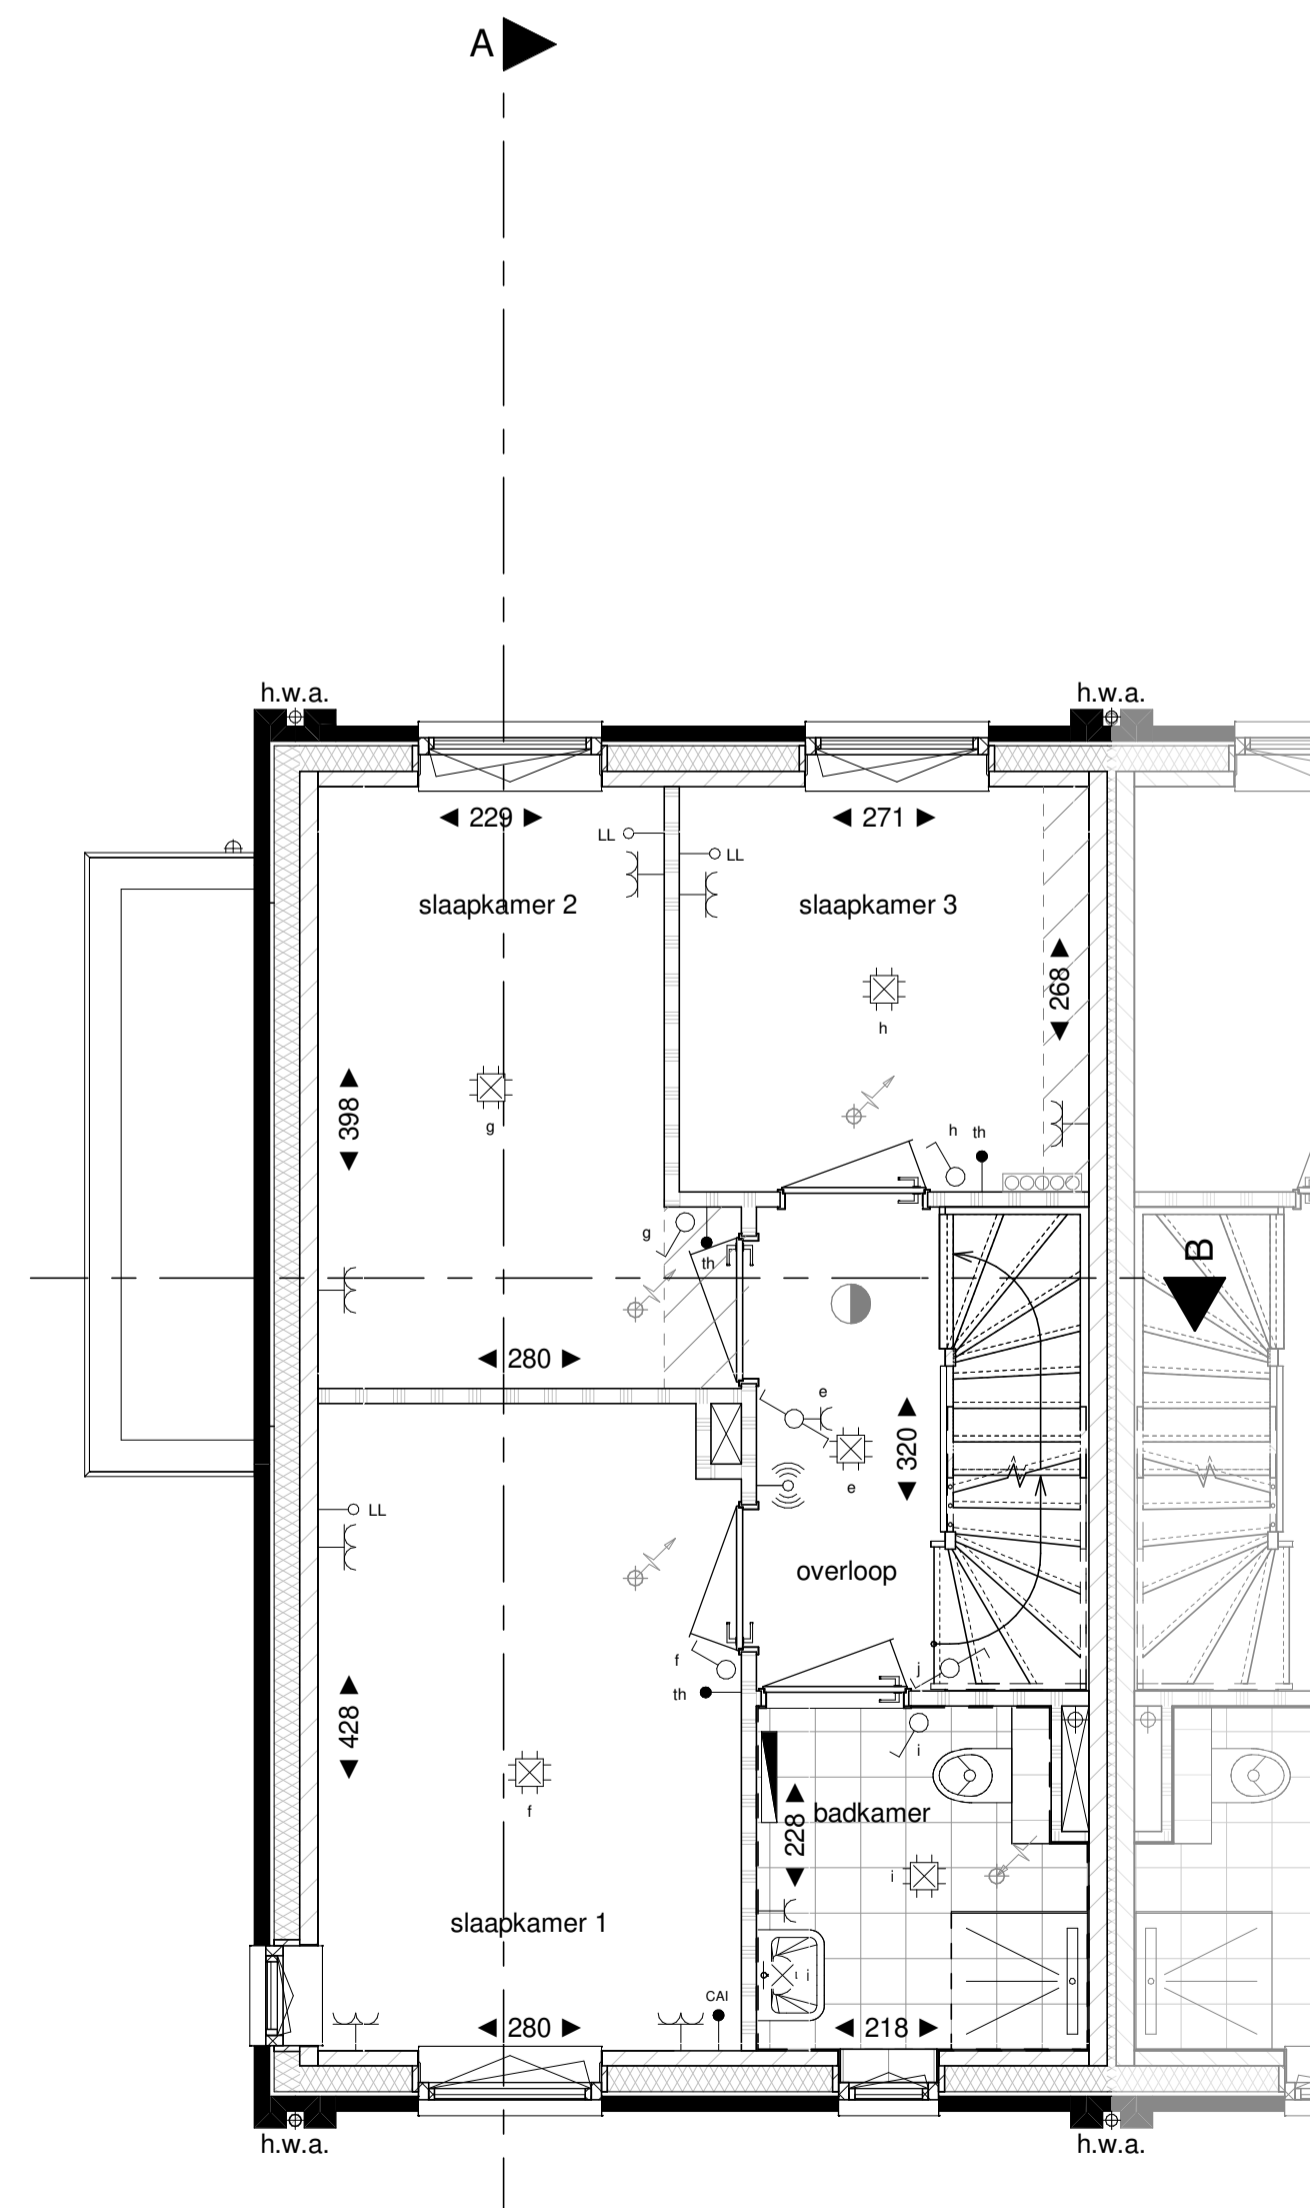 A
h.w.a.
h.w.a.
229
271
LL
LL
slaapkamer 2
slaapkamer 3
268
h
398
g
h
th
g
th
B
280
e
320
e
LL
overloop
f
j
th
i
428
f
228
badkamer
i
slaapkamer 1
i
CAI
280
218
h.w.a.
h.w.a.